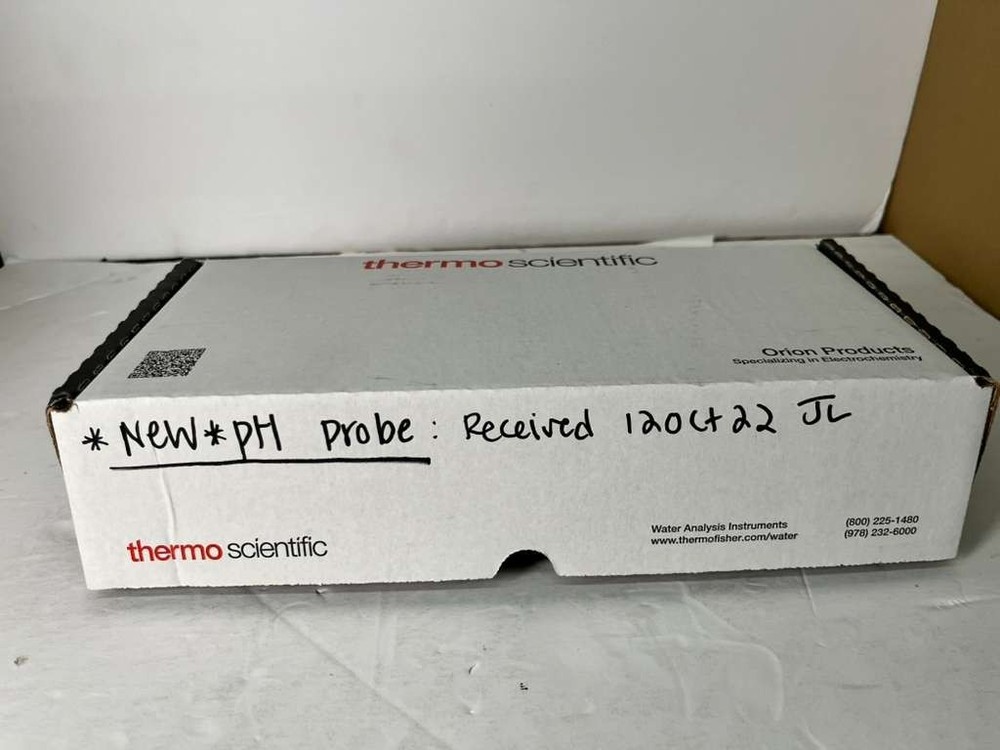 thermo scientific
Orion Products
Specializing in Electrochemistry
*NEW*pH probe: Received 12Oct22 JL
thermo scientific
Water Analysis Instruments
www.thermofisher.com/water
(800) 225-1480
(978) 232-6000